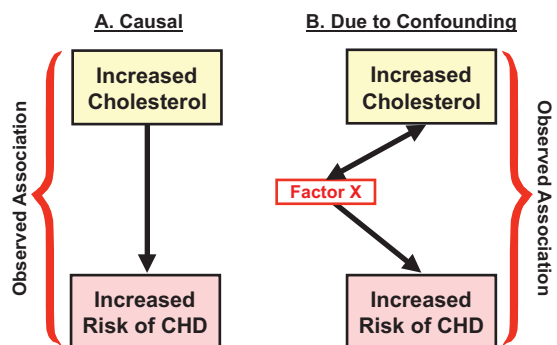 A. Causal
Increased
Cholesterol
Observed Association
Increased
Risk of CHD
B. Due to Confounding
Increased
Cholesterol
Factor X
Observed Association
Increased
Risk of CHD